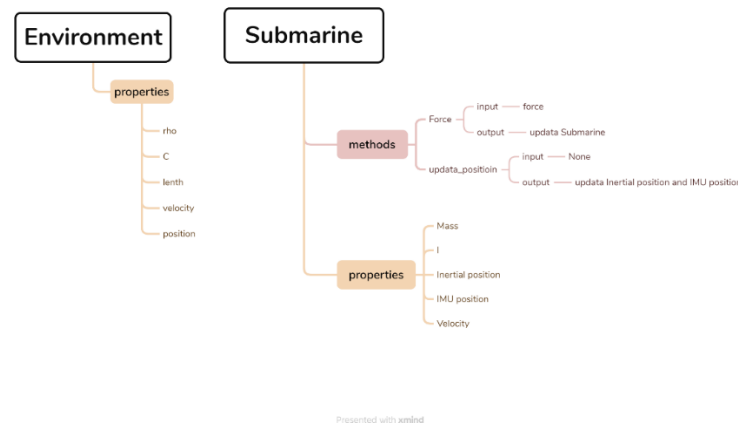 Environment
properties
rho
C
lenth
velocity
position
Submarine
methods
Force
input
force
output
updata Submarine
updata_positioin
input
None
output
updata Inertial position and IMU position
properties
Mass
I
Inertial position
IMU position
Velocity
Presented with xmind